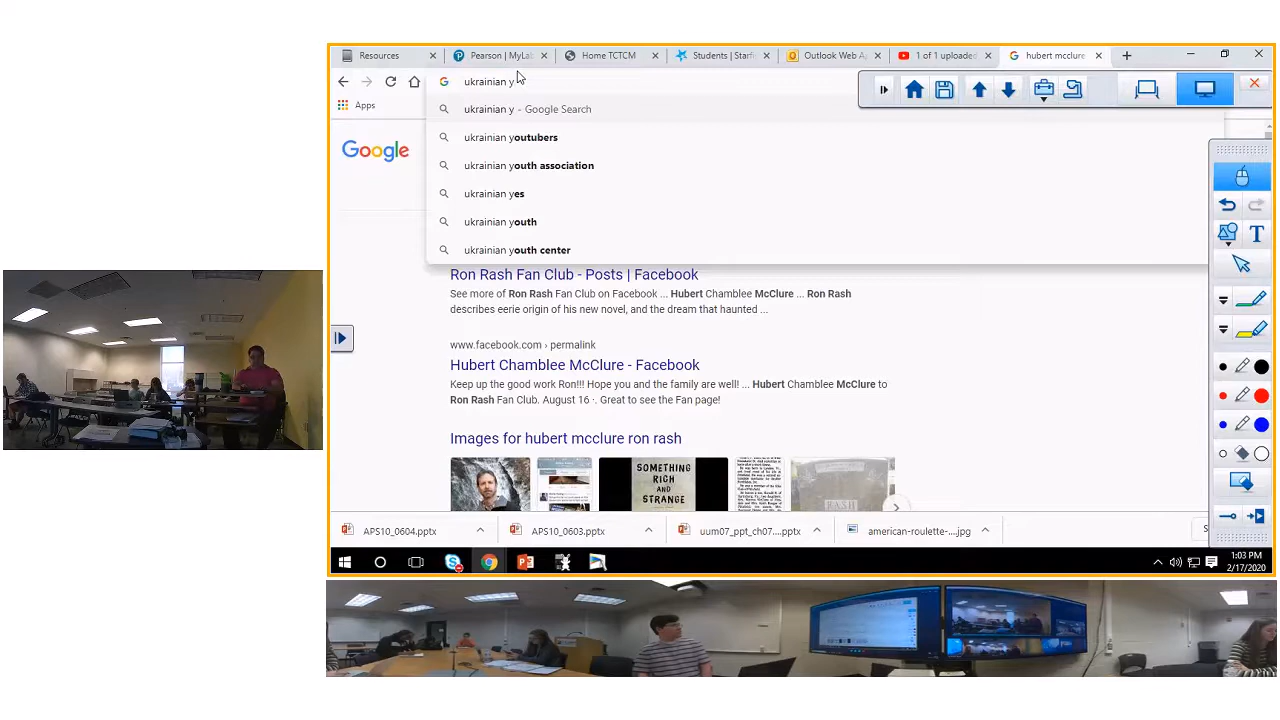 Resources
Pearson | MyLab
Home TCTCM
Students | Starf
Outlook Web A
1 of 1 uploaded
hubert mcclure
ukrainian y
Apps
ukrainian y - Google Search
ukrainian youtubers
ukrainian youth association
ukrainian yes
ukrainian youth
ukrainian youth center
Google
Ron Rash Fan Club - Posts | Facebook
See more of Ron Rash Fan Club on Facebook ... Hubert Chamblee McClure ... Ron Rash
describes eerie origin of his new novel, and the dream that haunted ...
www.facebook.com › permalink
Hubert Chamblee McClure - Facebook
Keep up the good work Ron!!! Hope you and the family are well! ... Hubert Chamblee McClure to
Ron Rash Fan Club. August 16 ·. Great to see the Fan page!
Images for hubert mcclure ron rash
SOMETHING
RICH
AND
STRANGE
RASH
APS10_0604.pptx
APS10_0603.pptx
uum07_ppt_ch07....pptx
american-roulette-....jpg
S
T
1:03 PM
2/17/2020